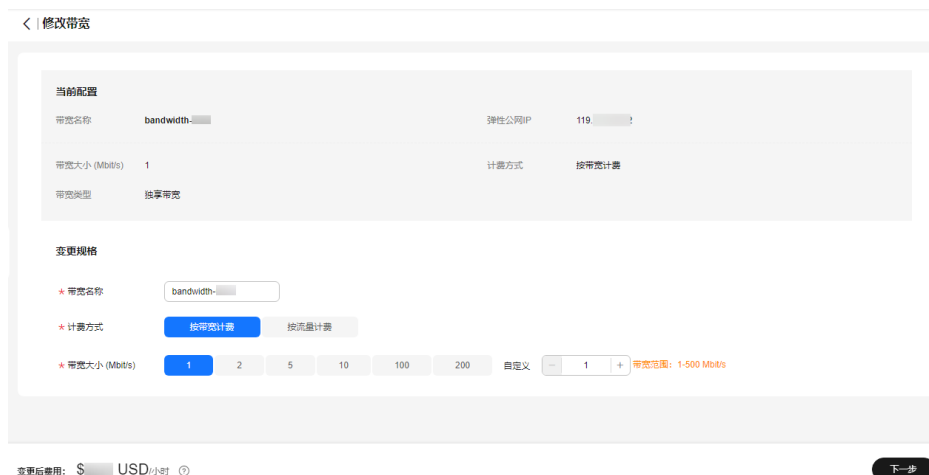 修改带宽
当前配置
带宽名称 bandwidth- 弹性公网IP 119.
带宽大小 (Mbit/s) 1 计费方式 按带宽计费
带宽类型 独享带宽
变更规格
* 带宽名称 bandwidth-
* 计费方式 按带宽计费 按流量计费
* 带宽大小 (Mbit/s) 1 2 5 10 100 200 自定义 − 1 + 带宽范围：1-500 Mbit/s
变更后费用: $ USD/小时 ? 下一步